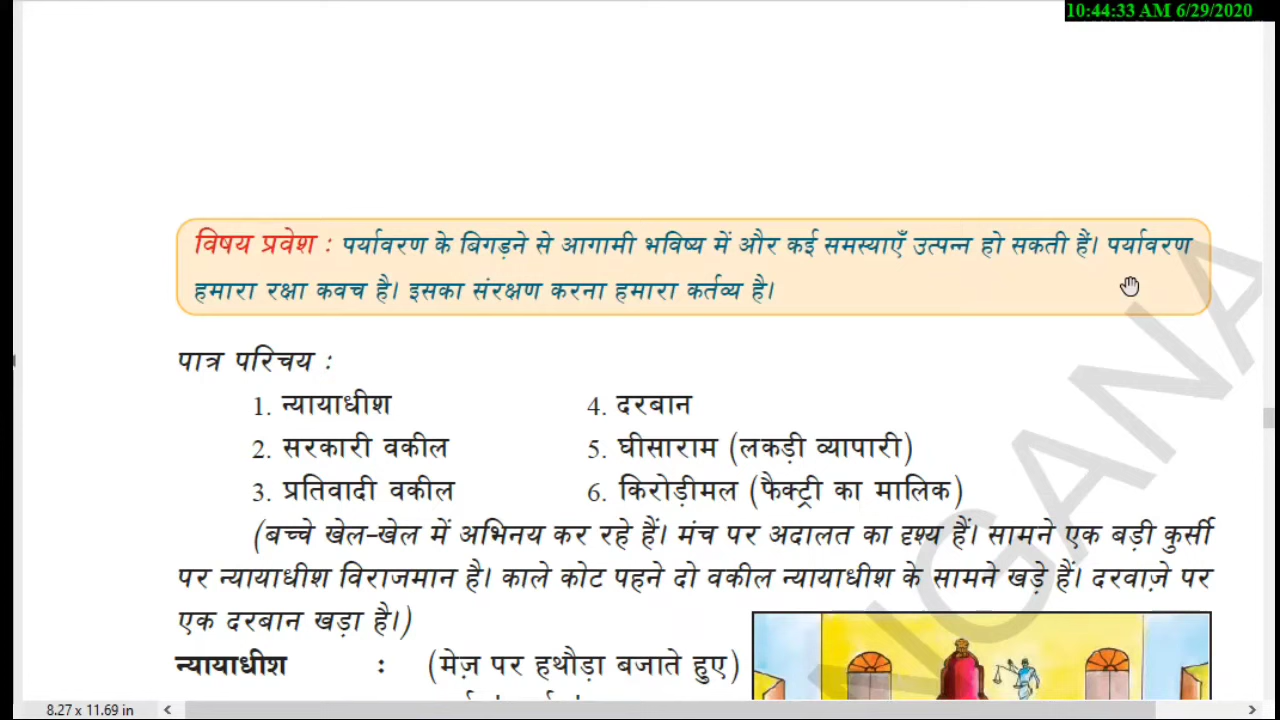 10:44:33 AM 6/29/2020
विषय प्रवेश : पर्यावरण के बिगड़ने से आगामी भविष्य में और कई समस्याएँ उत्पन्न हो सकती हैं। पर्यावरण
हमारा रक्षा कवच है। इसका संरक्षण करना हमारा कर्तव्य है।
पात्र परिचय :
1. न्यायाधीश 4. दरबान
2. सरकारी वकील 5. घीसाराम (लकड़ी व्यापारी)
3. प्रतिवादी वकील 6. किरोड़ीमल (फैक्ट्री का मालिक)
(बच्चे खेल-खेल में अभिनय कर रहे हैं। मंच पर अदालत का दृश्य हैं। सामने एक बड़ी कुर्सी
पर न्यायाधीश विराजमान है। काले कोट पहने दो वकील न्यायाधीश के सामने खड़े हैं। दरवाज़े पर
एक दरबान खड़ा है।)
न्यायाधीश : (मेज़ पर हथौड़ा बजाते हुए)
NGANA
8.27 x 11.69 in